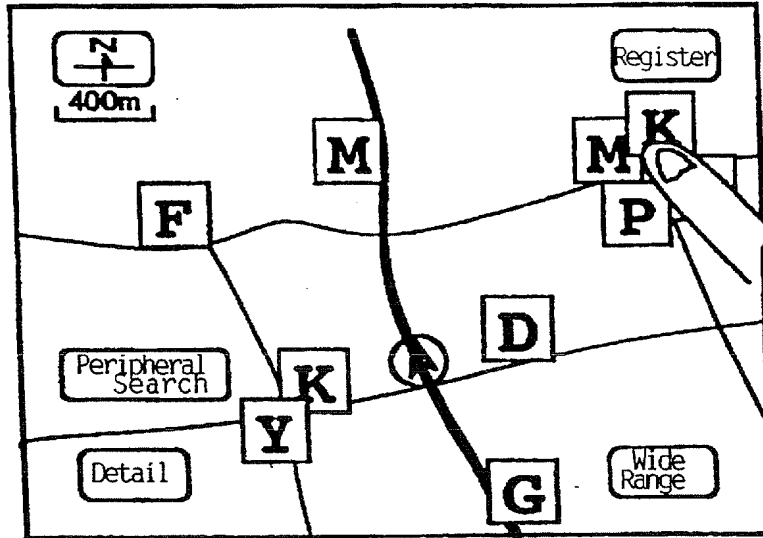 N
400m
Register
M
M
K
F
P
D
Peripheral
Search
K
Y
Detail
Wide
Range
G